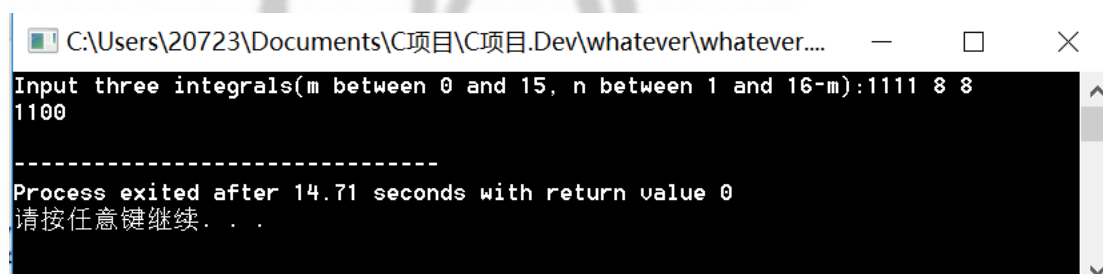 C:\Users\20723\Documents\C项目\C项目.Dev\whatever\whatever....
Input three integrals(m between 0 and 15, n between 1 and 16-m):1111 8 8
1100
--------------------------------
Process exited after 14.71 seconds with return value 0
请按任意键继续. . .